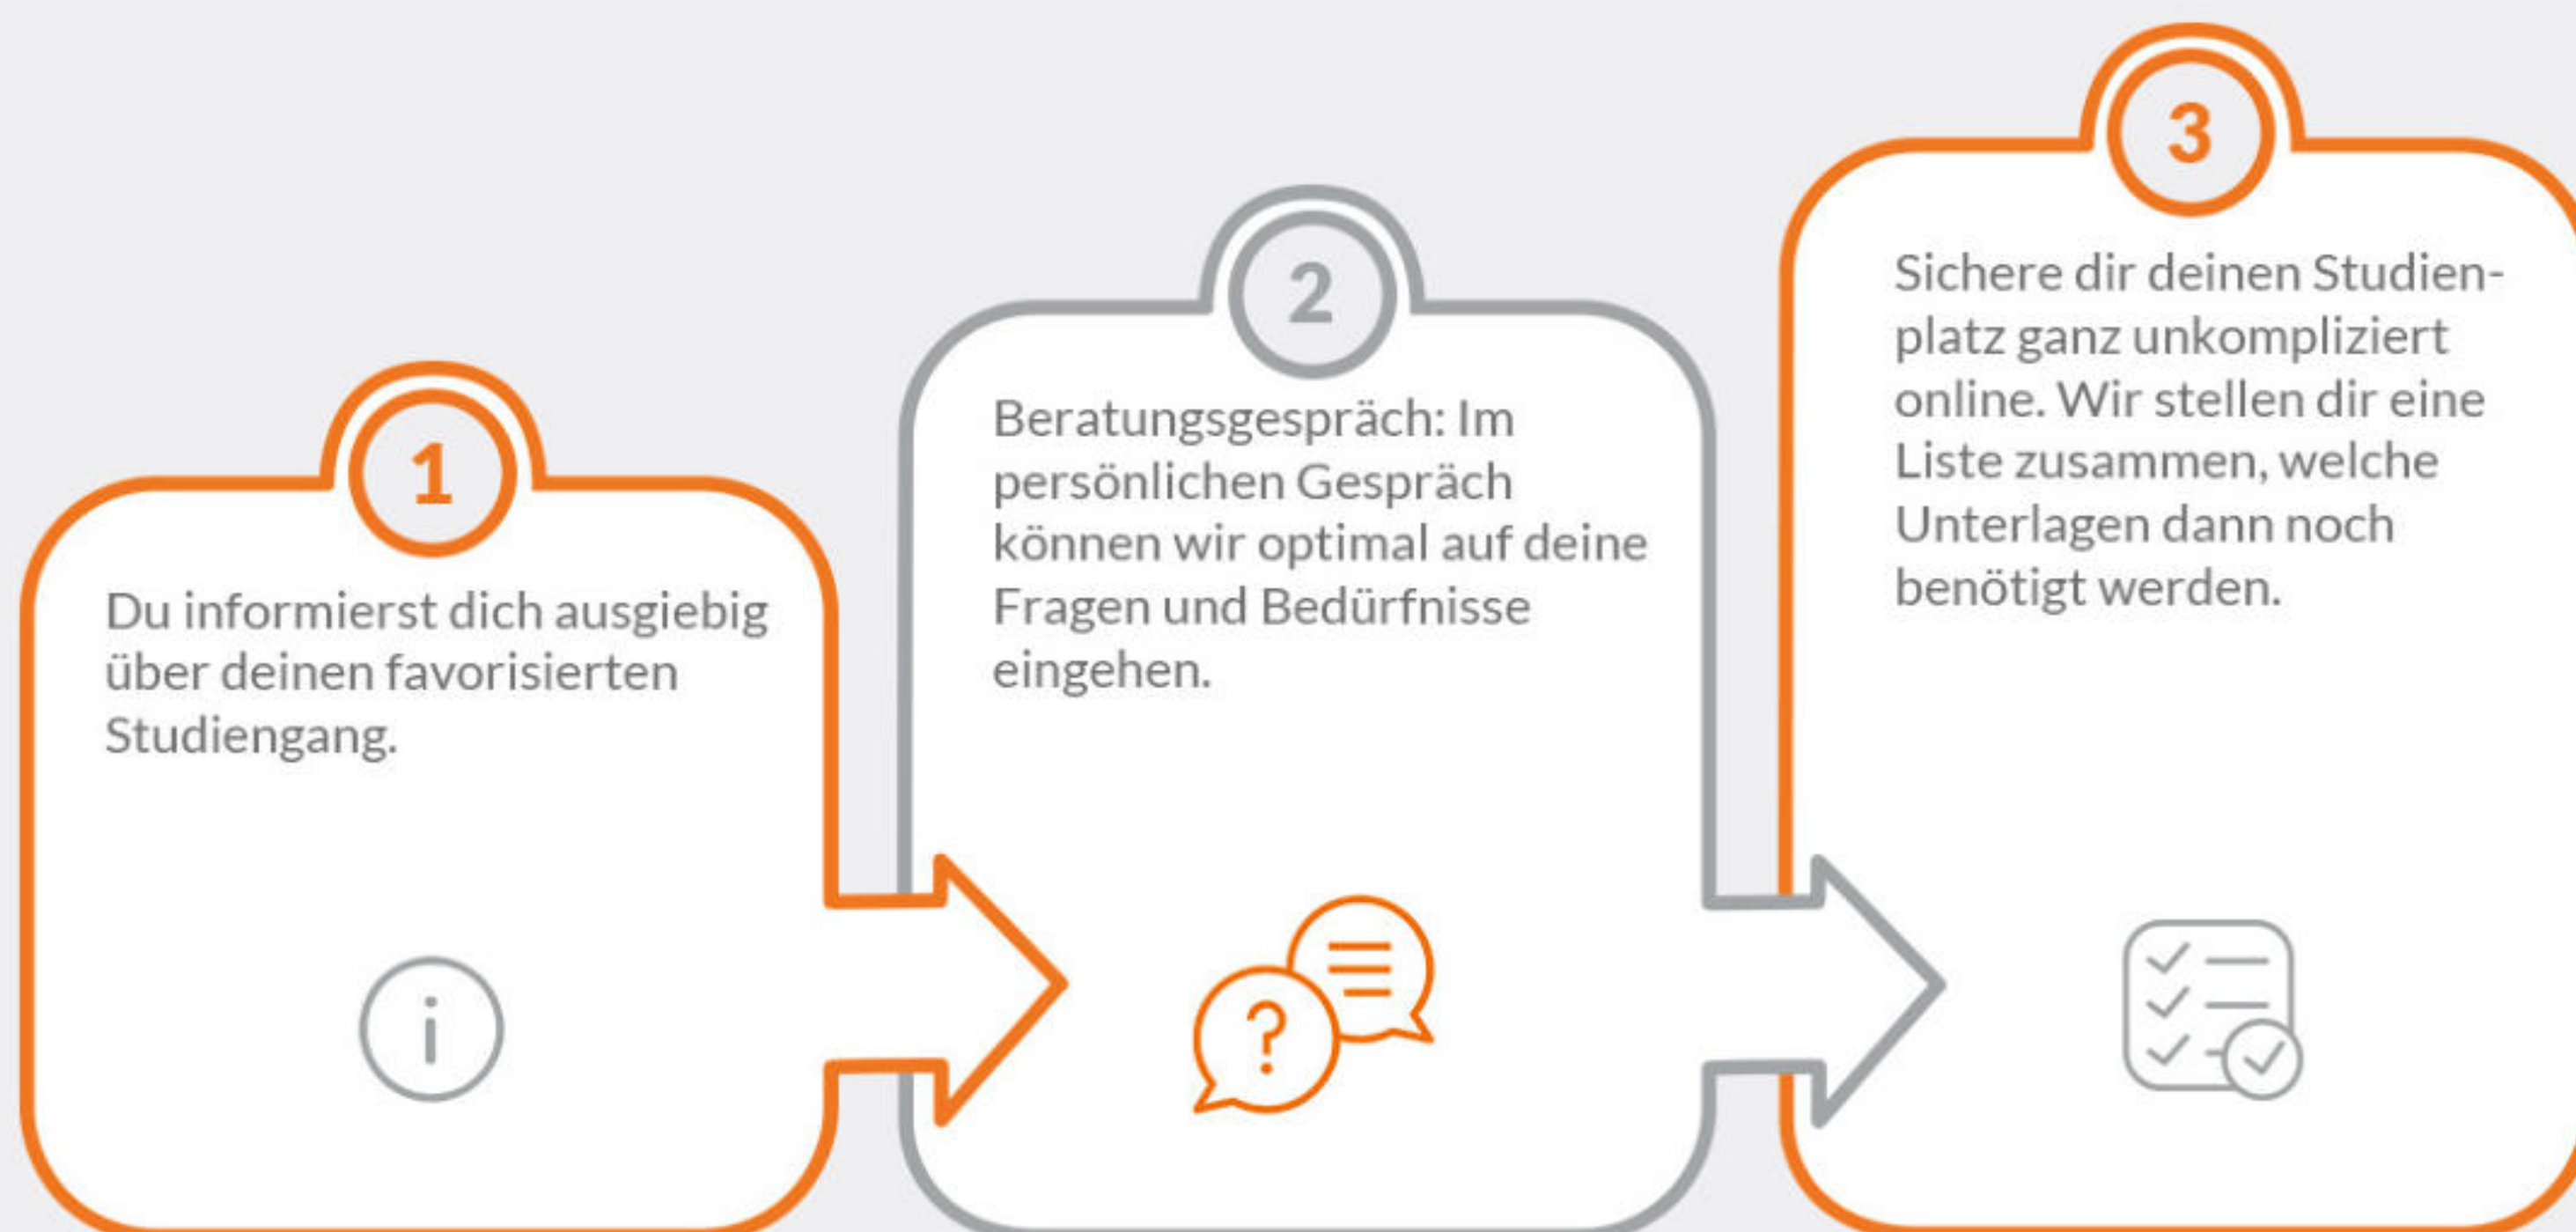 1
Du informierst dich ausgiebig
über deinen favorisierten
Studiengang.
i
2
Beratungsgespräch: Im
persönlichen Gespräch
können wir optimal auf deine
Fragen und Bedürfnisse
eingehen.
?
3
Sichere dir deinen Studien-
platz ganz unkompliziert
online. Wir stellen dir eine
Liste zusammen, welche
Unterlagen dann noch
benötigt werden.